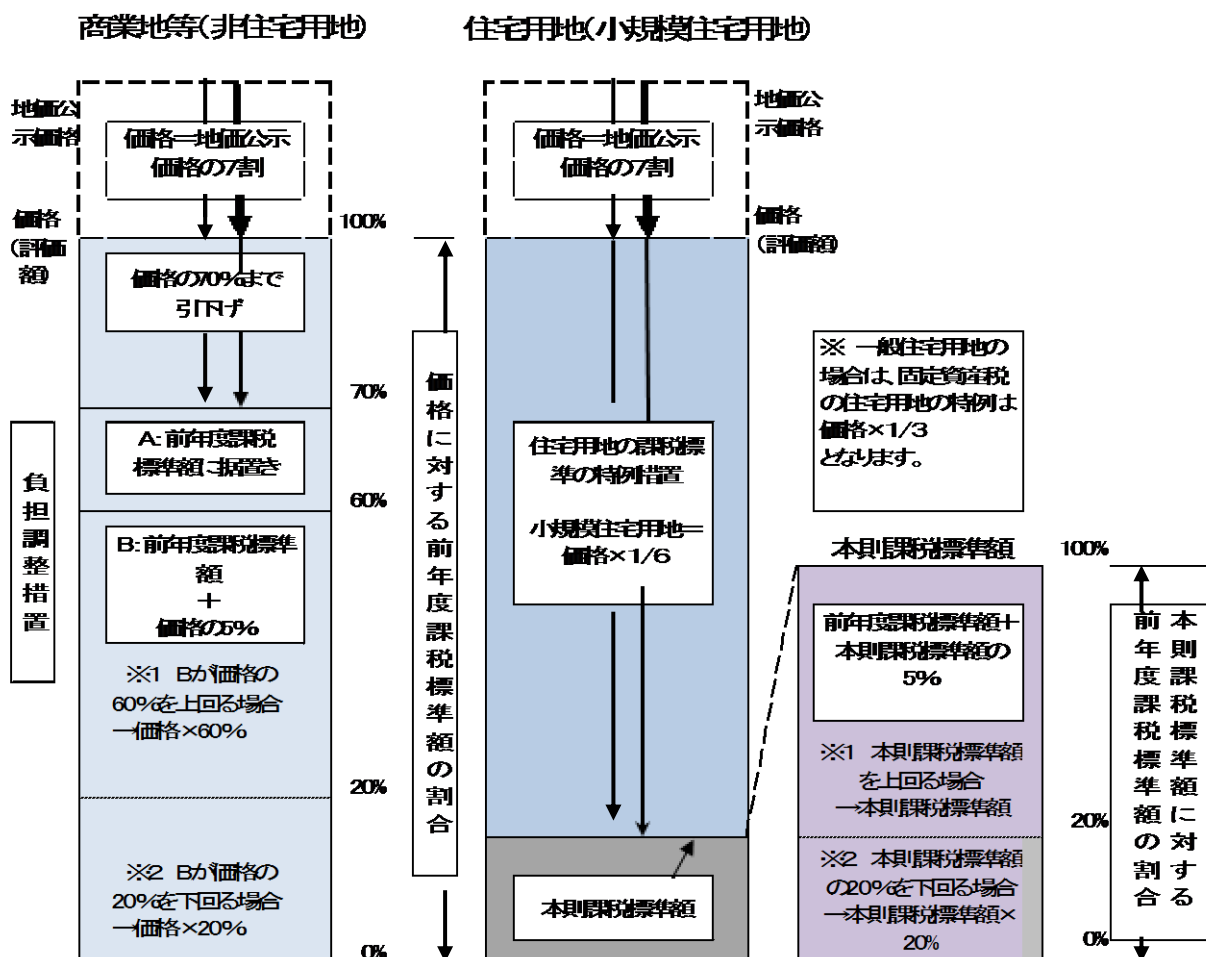 商業地等(非住宅用地)
住宅用地(小規模住宅用地)
地価公
示価格
価格＝地価公示
価格の7割
価格
(評価
額)
100%
価格の70%まで
引下げ
70%
A:前年度課税
標準額に据置き
60%
B:前年度課税標準
額
＋
価格の5%
※1 Bが価格の
60%を上回る場合
→価格×60%
20%
※2 Bが価格の
20%を下回る場合
→価格×20%
0%
負担調整措置
価格に対する前年度課税標準額の割合
価格＝地価公示
価格の7割
地価公
示価格
価格
(評価額)
住宅用地の課税標
準の特例措置
小規模住宅用地＝
価格×1/6
本則課税標準額
※ 一般住宅用地の
場合は、固定資産税
の住宅用地の特例は
価格×1/3
となります。
本則課税標準額
100%
前年度課税標準額＋
本則課税標準額の
5%
※1 本則課税標準額
を上回る場合
→本則課税標準額
20%
※2 本則課税標準額
の20%を下回る場合
→本則課税標準額×
20%
0%
本則課税標準額に対する
前年度課税標準額の割合